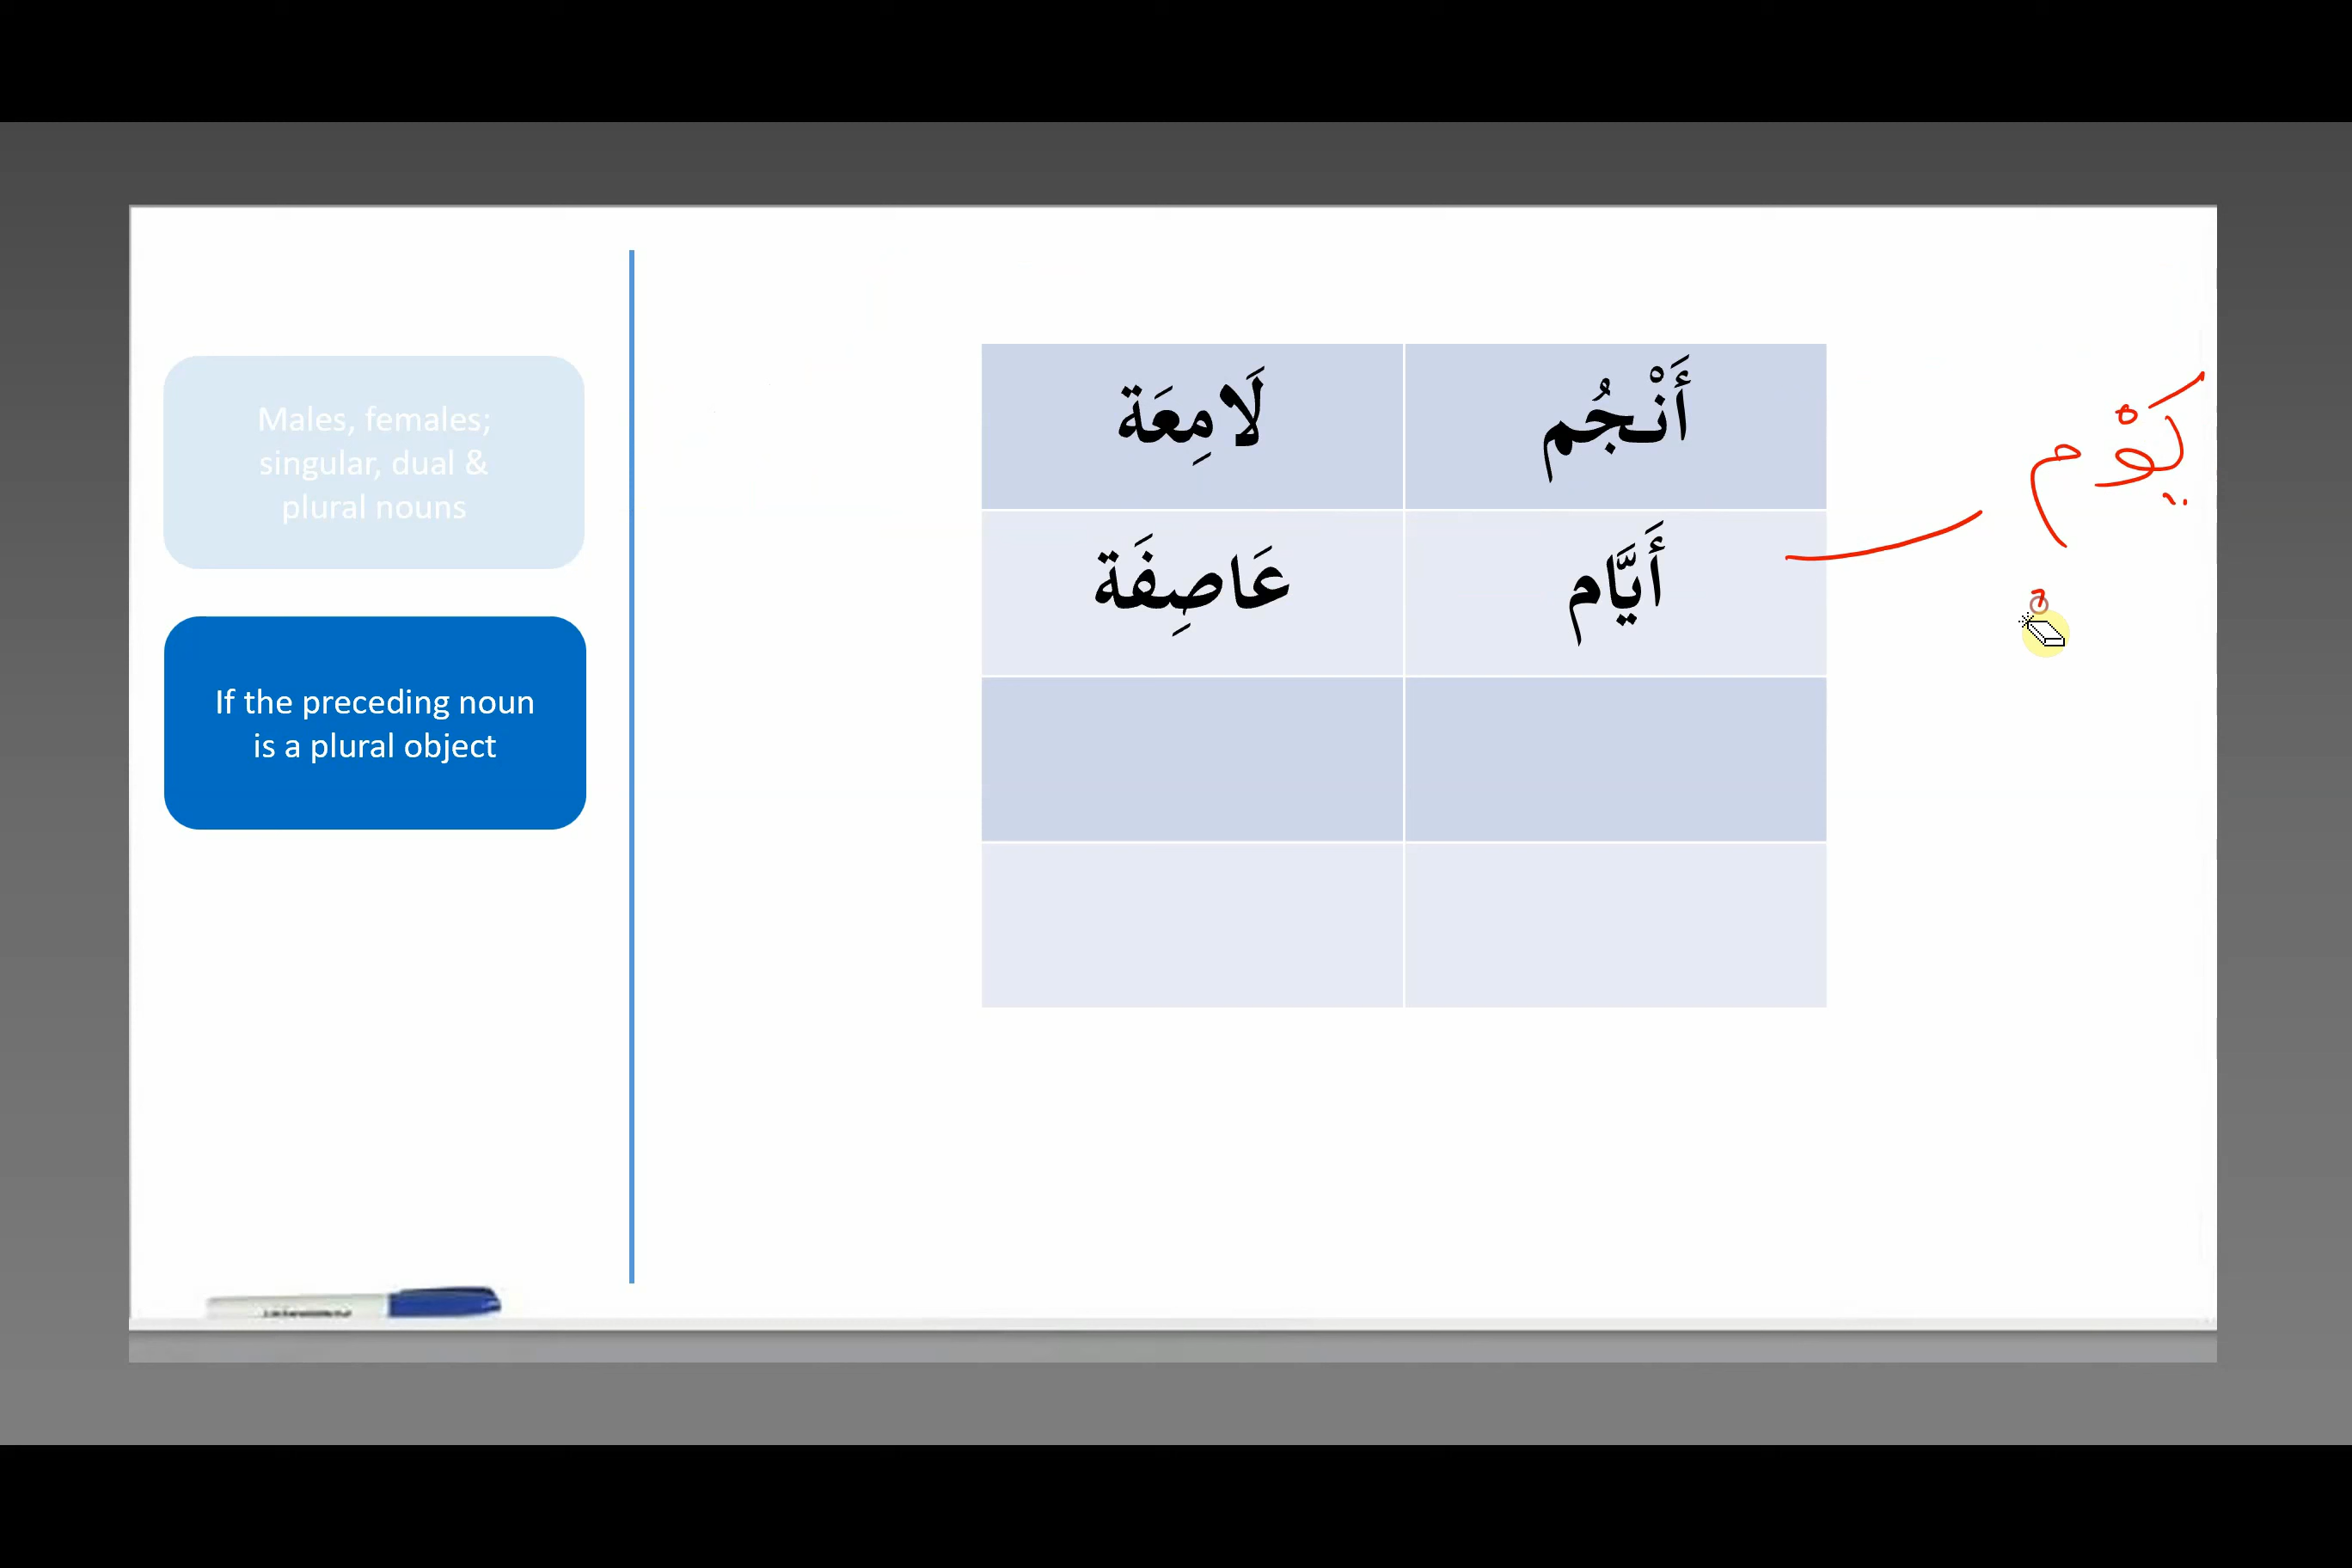 Males, females;
singular, dual &
plural nouns
If the preceding noun
is a plural object
أَنْجُم لَامِعَة
أَيَّام عَاصِفَة
يَوْم